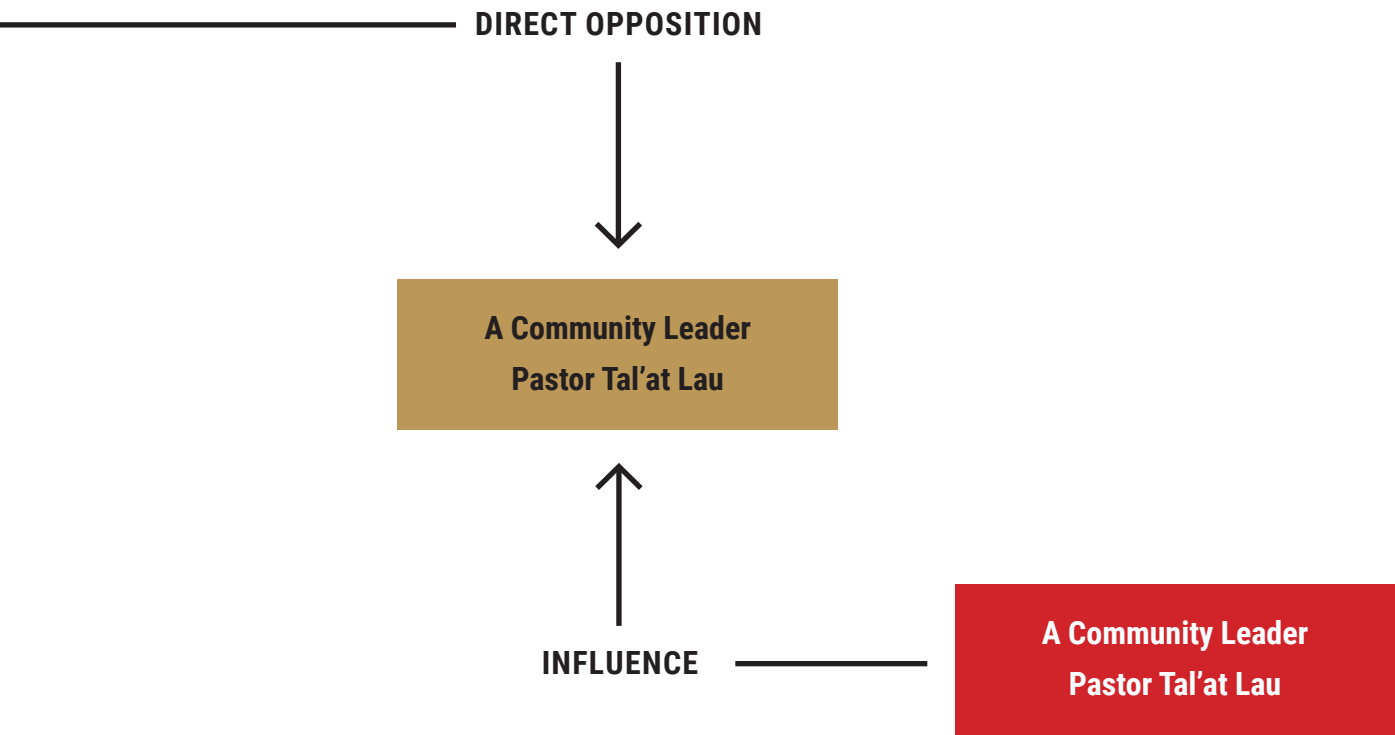 DIRECT OPPOSITION
A Community Leader
Pastor Tal’at Lau
INFLUENCE
A Community Leader
Pastor Tal’at Lau